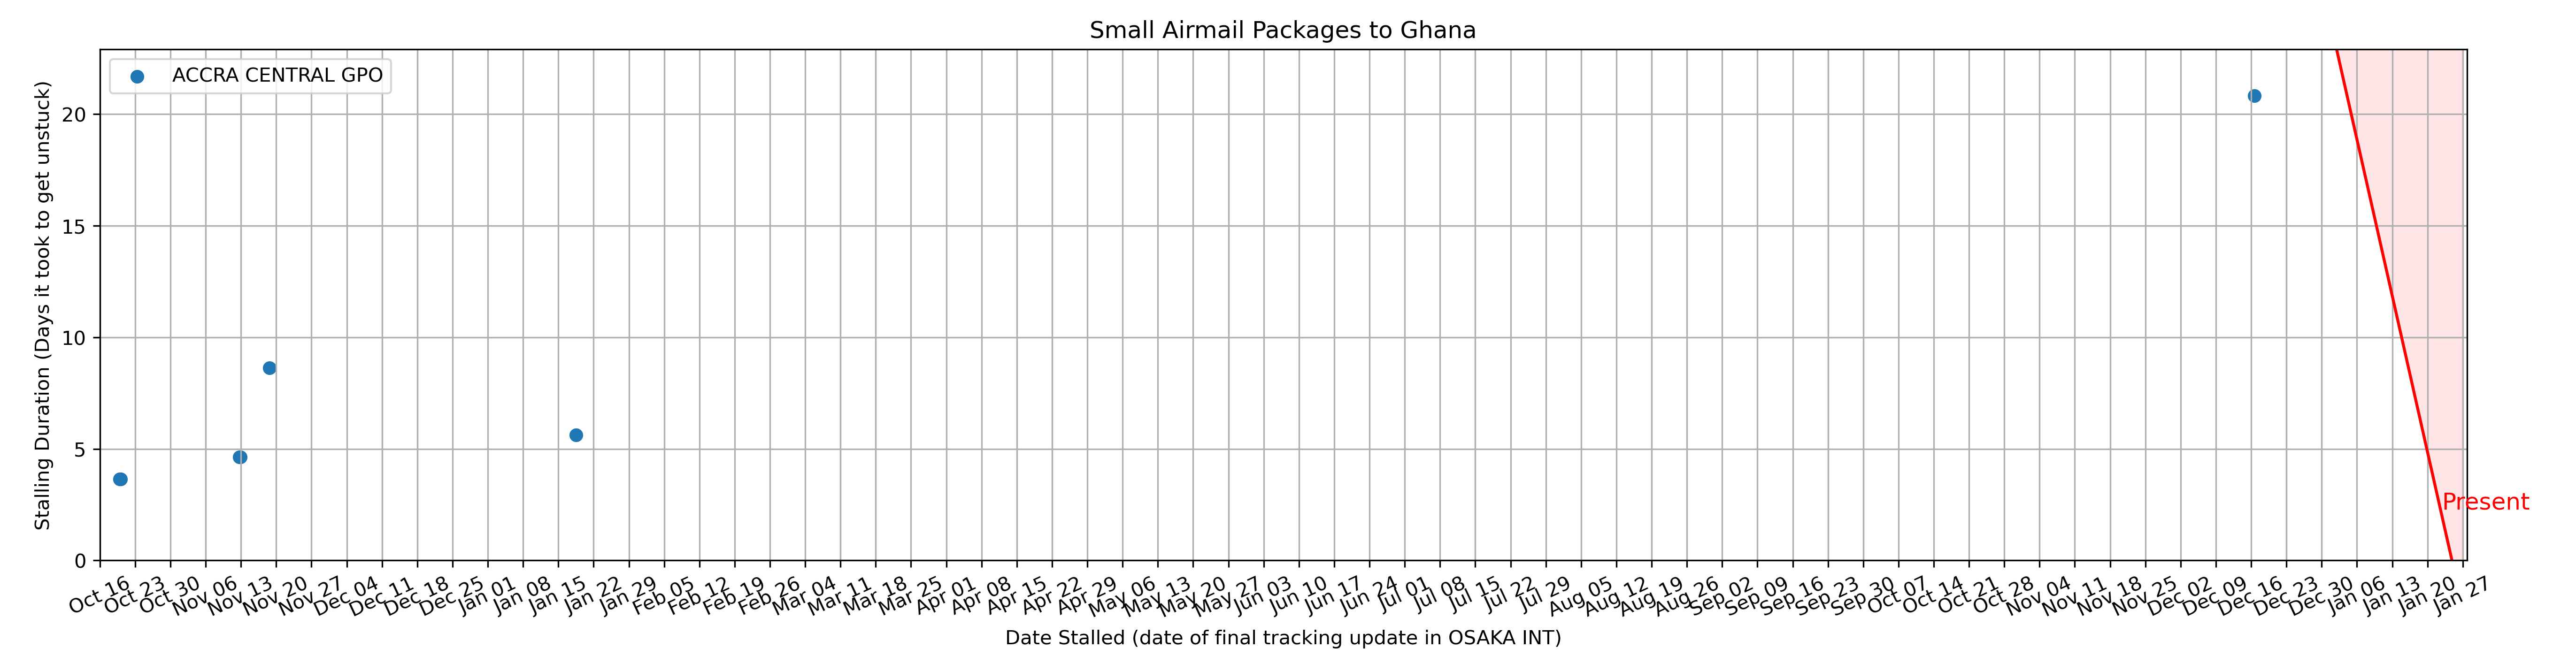 Small Airmail Packages to Ghana
ACCRA CENTRAL GPO
Stalling Duration (Days it took to get unstuck)
20
15
10
5
0
Present
Oct 16 Oct 23 Oct 30 Nov 06 Nov 13 Nov 20 Nov 27 Dec 04 Dec 11 Dec 18 Dec 25 Jan 01 Jan 08 Jan 15 Jan 22 Jan 29 Feb 05 Feb 12 Feb 19 Feb 26 Mar 04 Mar 11 Mar 18 Mar 25 Apr 01 Apr 08 Apr 15 Apr 22 Apr 29 May 06 May 13 May 20 May 27 Jun 03 Jun 10 Jun 17 Jun 24 Jul 01 Jul 08 Jul 15 Jul 22 Jul 29 Aug 05 Aug 12 Aug 19 Aug 26 Sep 02 Sep 09 Sep 16 Sep 23 Sep 30 Oct 07 Oct 14 Oct 21 Oct 28 Nov 04 Nov 11 Nov 18 Nov 25 Dec 02 Dec 09 Dec 16 Dec 23 Dec 30 Jan 06 Jan 13 Jan 20 Jan 27
Date Stalled (date of final tracking update in OSAKA INT)